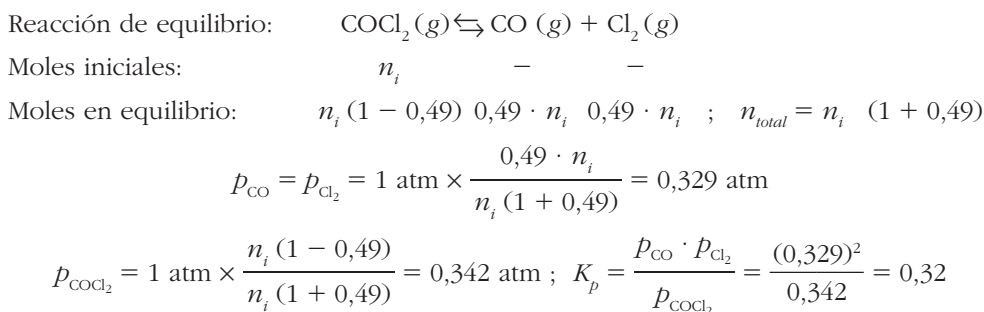 Reacción de equilibrio: COCl₂ (g) ⇆ CO (g) + Cl₂ (g)
Moles iniciales: nᵢ − −
Moles en equilibrio: nᵢ (1 − 0,49) 0,49 · nᵢ 0,49 · nᵢ ; n_total = nᵢ (1 + 0,49)
p_CO = p_Cl₂ = 1 atm × (0,49 · nᵢ) / (nᵢ (1 + 0,49)) = 0,329 atm
p_COCl₂ = 1 atm × (nᵢ (1 − 0,49)) / (nᵢ (1 + 0,49)) = 0,342 atm ; K_p = (p_CO · p_Cl₂) / p_COCl₂ = (0,329)² / 0,342 = 0,32